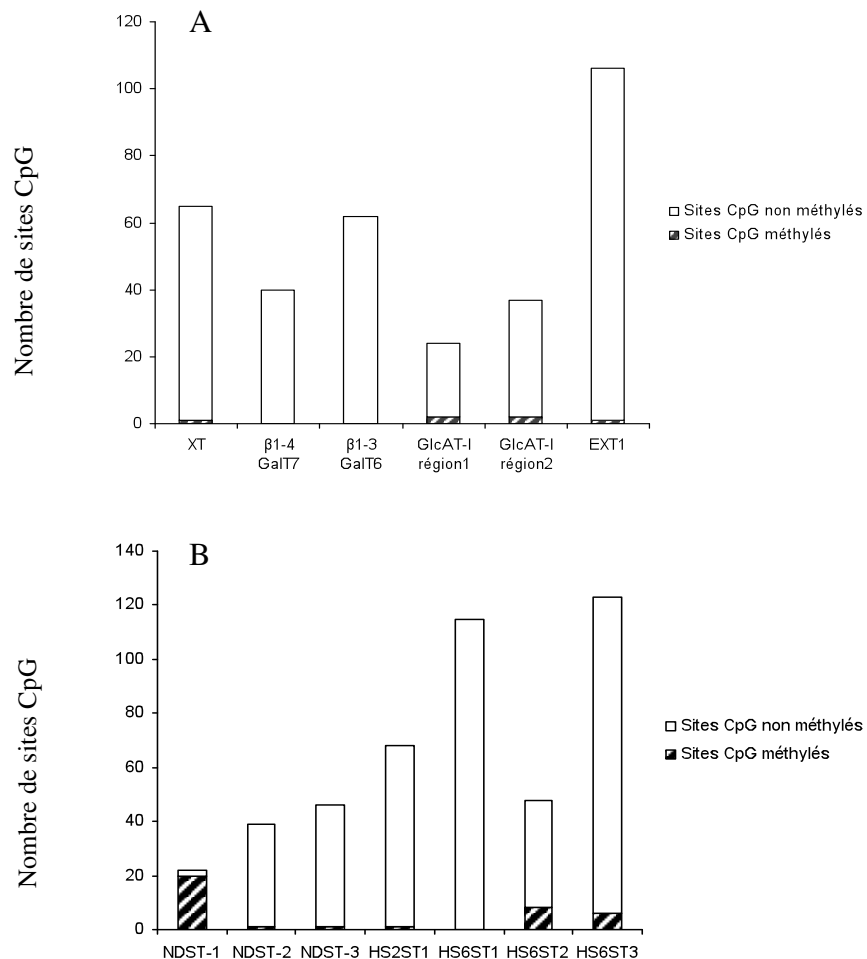 A
Nombre de sites CpG
120
100
80
60
40
20
0
XT
β1-4 GalT7
β1-3 GalT6
GlcAT-I région1
GlcAT-I région2
EXT1
Sites CpG non méthylés
Sites CpG méthylés
B
Nombre de sites CpG
140
120
100
80
60
40
20
0
NDST-1 NDST-2 NDST-3 HS2ST1 HS6ST1 HS6ST2 HS6ST3
Sites CpG non méthylés
Sites CpG méthylés